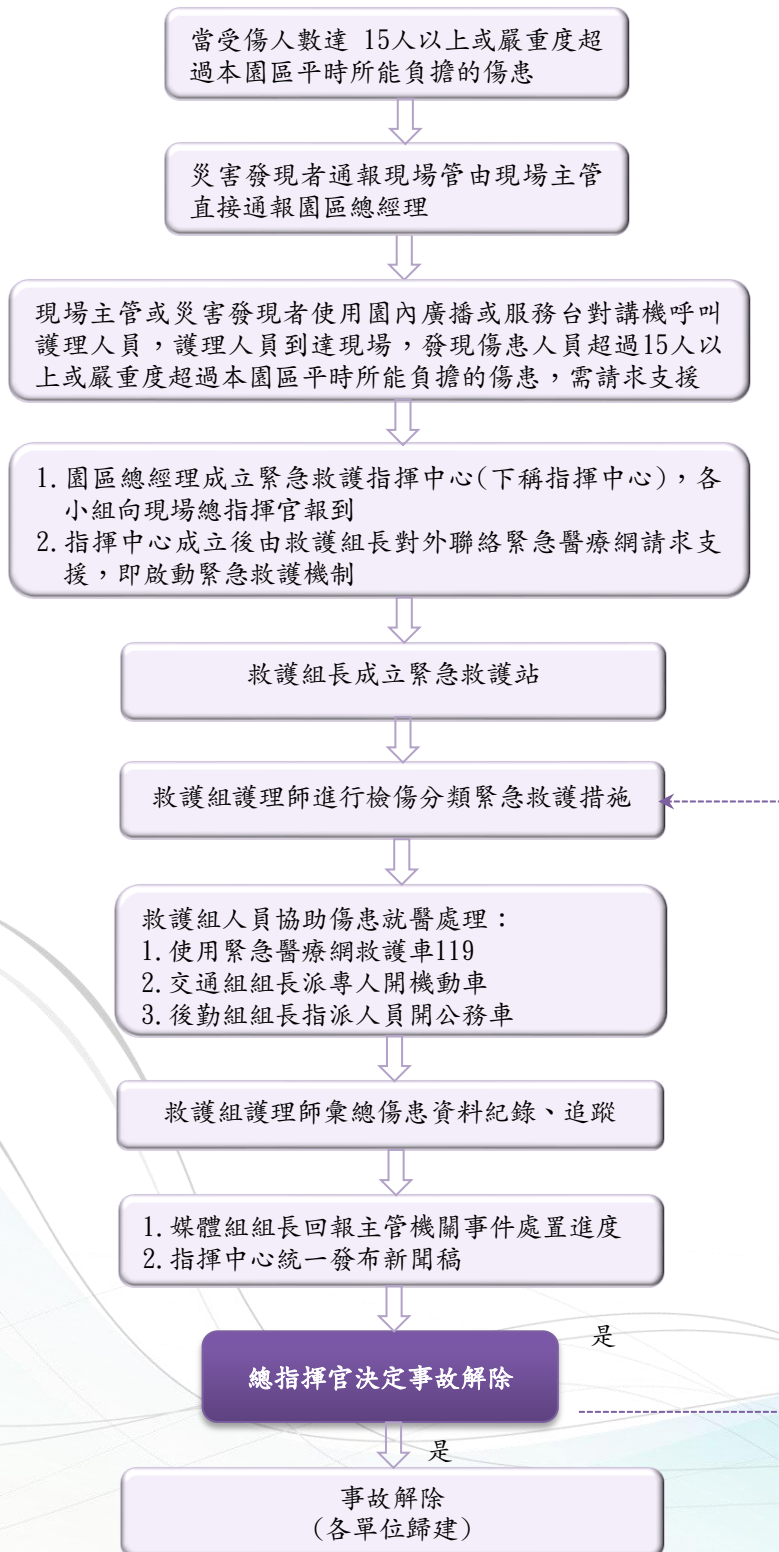 當受傷人數達 15人以上或嚴重度超
過本園區平時所能負擔的傷患
災害發現者通報現場管由現場主管
直接通報園區總經理
現場主管或災害發現者使用園內廣播或服務台對講機呼叫
護理人員，護理人員到達現場，發現傷患人員超過15人以
上或嚴重度超過本園區平時所能負擔的傷患，需請求支援
1.園區總經理成立緊急救護指揮中心(下稱指揮中心)，各
小組向現場總指揮官報到
2.指揮中心成立後由救護組長對外聯絡緊急醫療網請求支
援，即啟動緊急救護機制
救護組長成立緊急救護站
救護組護理師進行檢傷分類緊急救護措施
救護組人員協助傷患就醫處理：
1.使用緊急醫療網救護車119
2.交通組組長派專人開機動車
3.後勤組組長指派人員開公務車
救護組護理師彙總傷患資料紀錄、追蹤
1.媒體組組長回報主管機關事件處置進度
2.指揮中心統一發布新聞稿
是
總指揮官決定事故解除
是
事故解除
(各單位歸建)